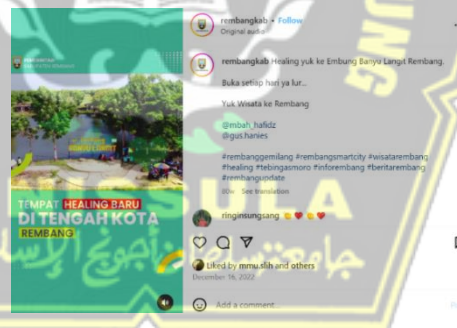 rembangkab • Follow
Original audio
rembangkab Healing yuk ke Embung Banyu Langit Rembang.
Buka setiap hari ya lur...
Yuk Wisata ke Rembang
@mbah_hafidz
@gus.hanies
#rembanggemilang #rembangsmartcity #wisatarembang
#healing #tebingasmoro #inforembang #beritarembang
#rembangupdate
80w See translation
TEMPAT HEALING BARU
DI TENGAH KOTA
REMBANG
ringinsungsang
Liked by mmu.slih and others
December 16, 2022
Add a comment...